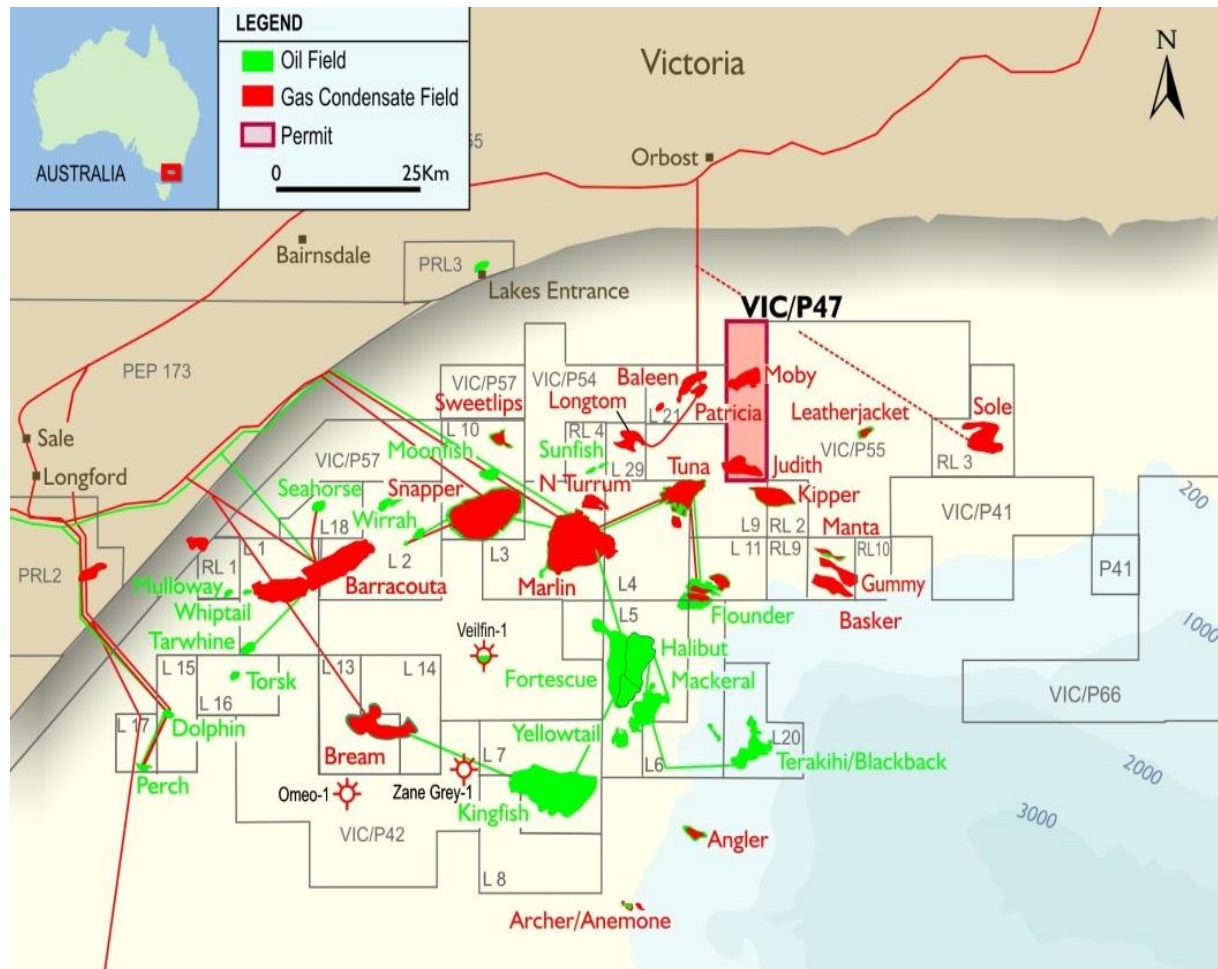 LEGEND
Oil Field
Gas Condensate Field
Permit
0 25Km
AUSTRALIA
Victoria
N
Orbost
Bairnsdale
PRL3
Lakes Entrance
VIC/P47
PEP 173
VIC/P57
VIC/P54
Baleen
Moby
Sweetlips
Longtom
L 21
Patricia
Leatherjacket
Sole
Sale
L 10
RL 4
Sunfish
Moonfish
VIC/P57
VIC/P55
RL 3
Longford
L 29
Tuna
Judith
Seahorse
Snapper
N Turrum
Kipper
200
Wirrah
VIC/P41
L18
L 1
L 2
L3
L9
RL 2
Manta
PRL2
RL 1
L 11
RL9
RL10
P41
Mulloway
Barracouta
Marlin
L4
Gummy
Whiptail
Flounder
Basker
L5
1000
Tarwhine
Veilfin-1
Halibut
L 15
L13
L 14
Fortescue
Mackeral
Torsk
L 16
VIC/P66
L 17
Dolphin
Yellowtail
L20
Bream
L 7
L6
Terakihi/Blackback
Perch
2000
Omeo-1
Zane Grey-1
Kingfish
3000
VIC/P42
Angler
L 8
Archer/Anemone